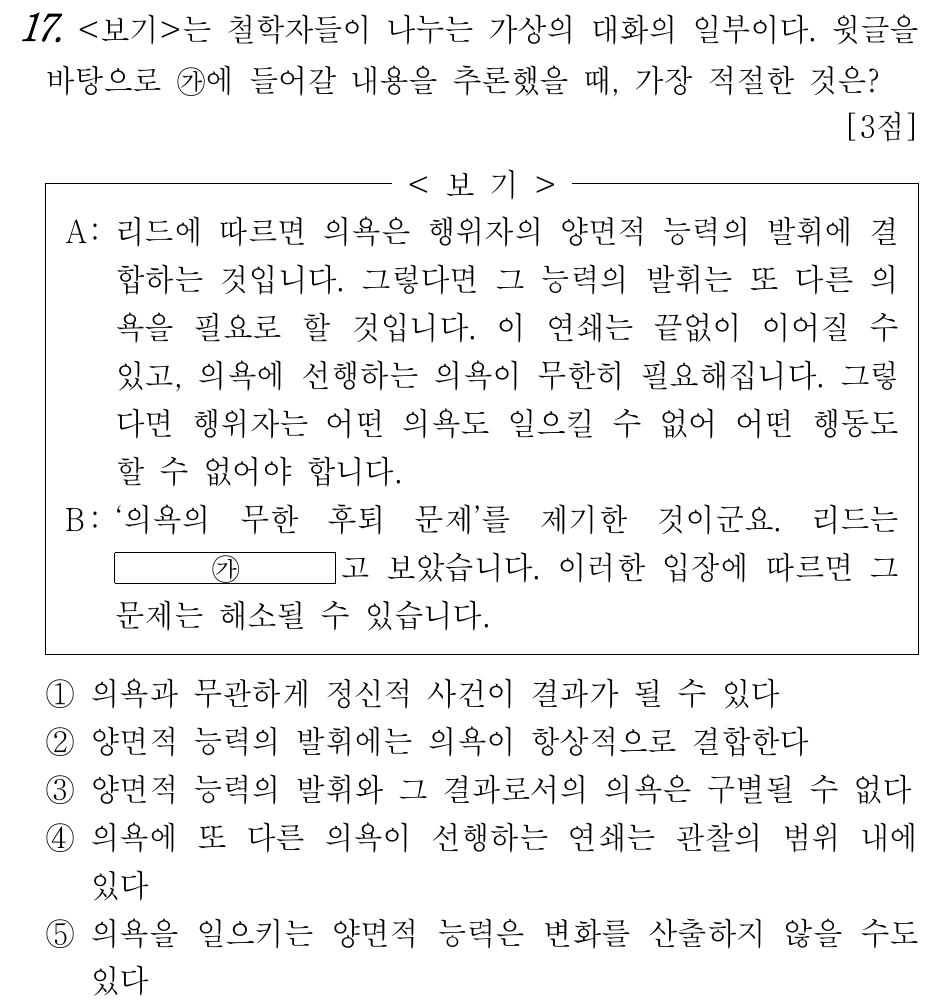 17. <보기>는 철학자들이 나누는 가상의 대화의 일부이다. 윗글을
바탕으로 ㉮에 들어갈 내용을 추론했을 때, 가장 적절한 것은?
[3점]
< 보 기 >
A: 리드에 따르면 의욕은 행위자의 양면적 능력의 발휘에 결
합하는 것입니다. 그렇다면 그 능력의 발휘는 또 다른 의
욕을 필요로 할 것입니다. 이 연쇄는 끝없이 이어질 수
있고, 의욕에 선행하는 의욕이 무한히 필요해집니다. 그렇
다면 행위자는 어떤 의욕도 일으킬 수 없어 어떤 행동도
할 수 없어야 합니다.
B: ‘의욕의 무한 후퇴 문제’를 제기한 것이군요. 리드는
㉮ 고 보았습니다. 이러한 입장에 따르면 그
문제는 해소될 수 있습니다.
① 의욕과 무관하게 정신적 사건이 결과가 될 수 있다
② 양면적 능력의 발휘에는 의욕이 항상적으로 결합한다
③ 양면적 능력의 발휘와 그 결과로서의 의욕은 구별될 수 없다
④ 의욕에 또 다른 의욕이 선행하는 연쇄는 관찰의 범위 내에
있다
⑤ 의욕을 일으키는 양면적 능력은 변화를 산출하지 않을 수도
있다